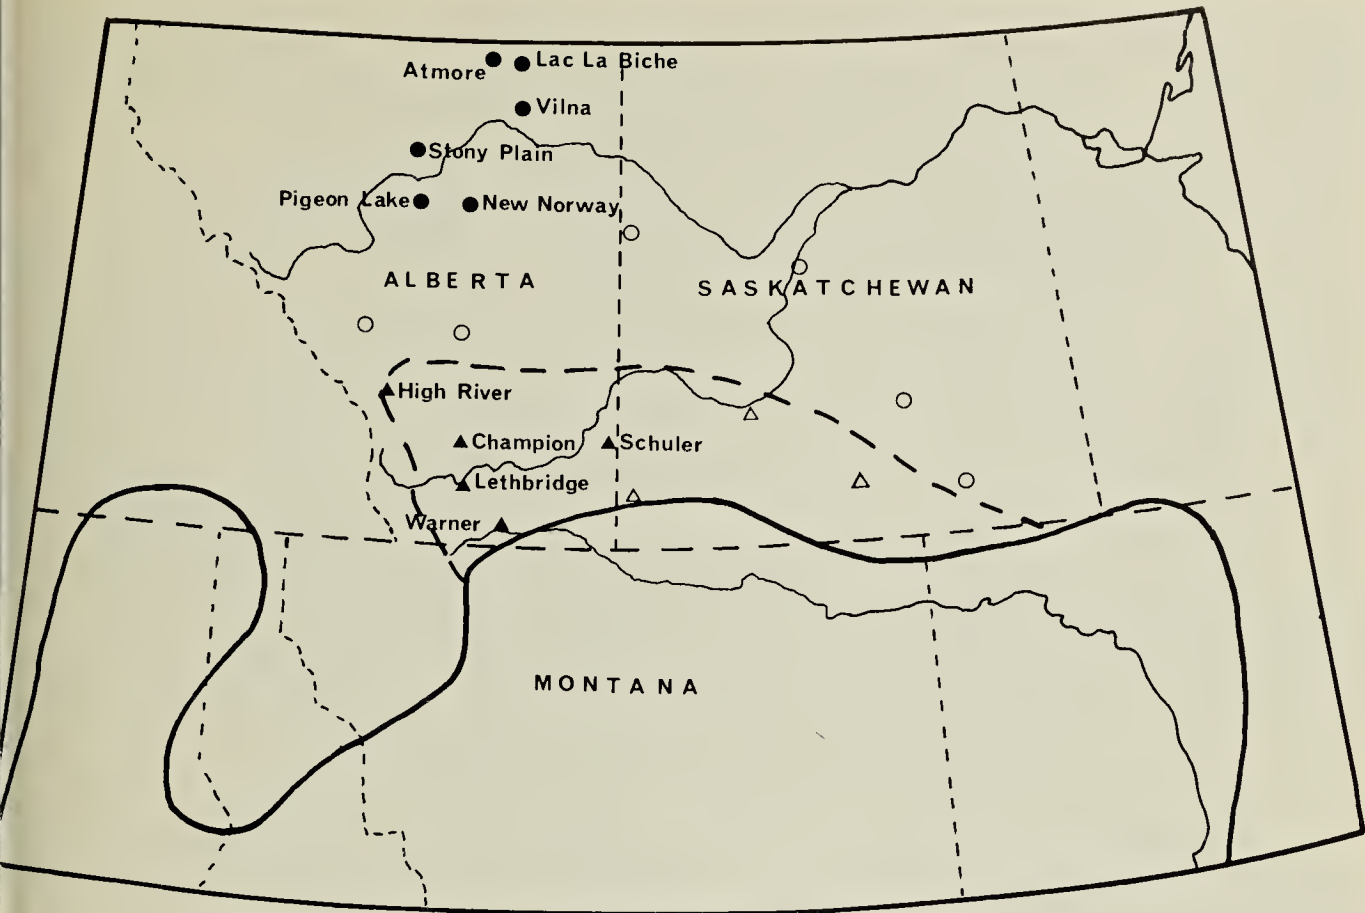 Atmore
Lac La Biche
Vilna
Stony Plain
Pigeon Lake
New Norway
ALBERTA
SASKATCHEWAN
High River
Champion
Schuler
Lethbridge
Warner
MONTANA